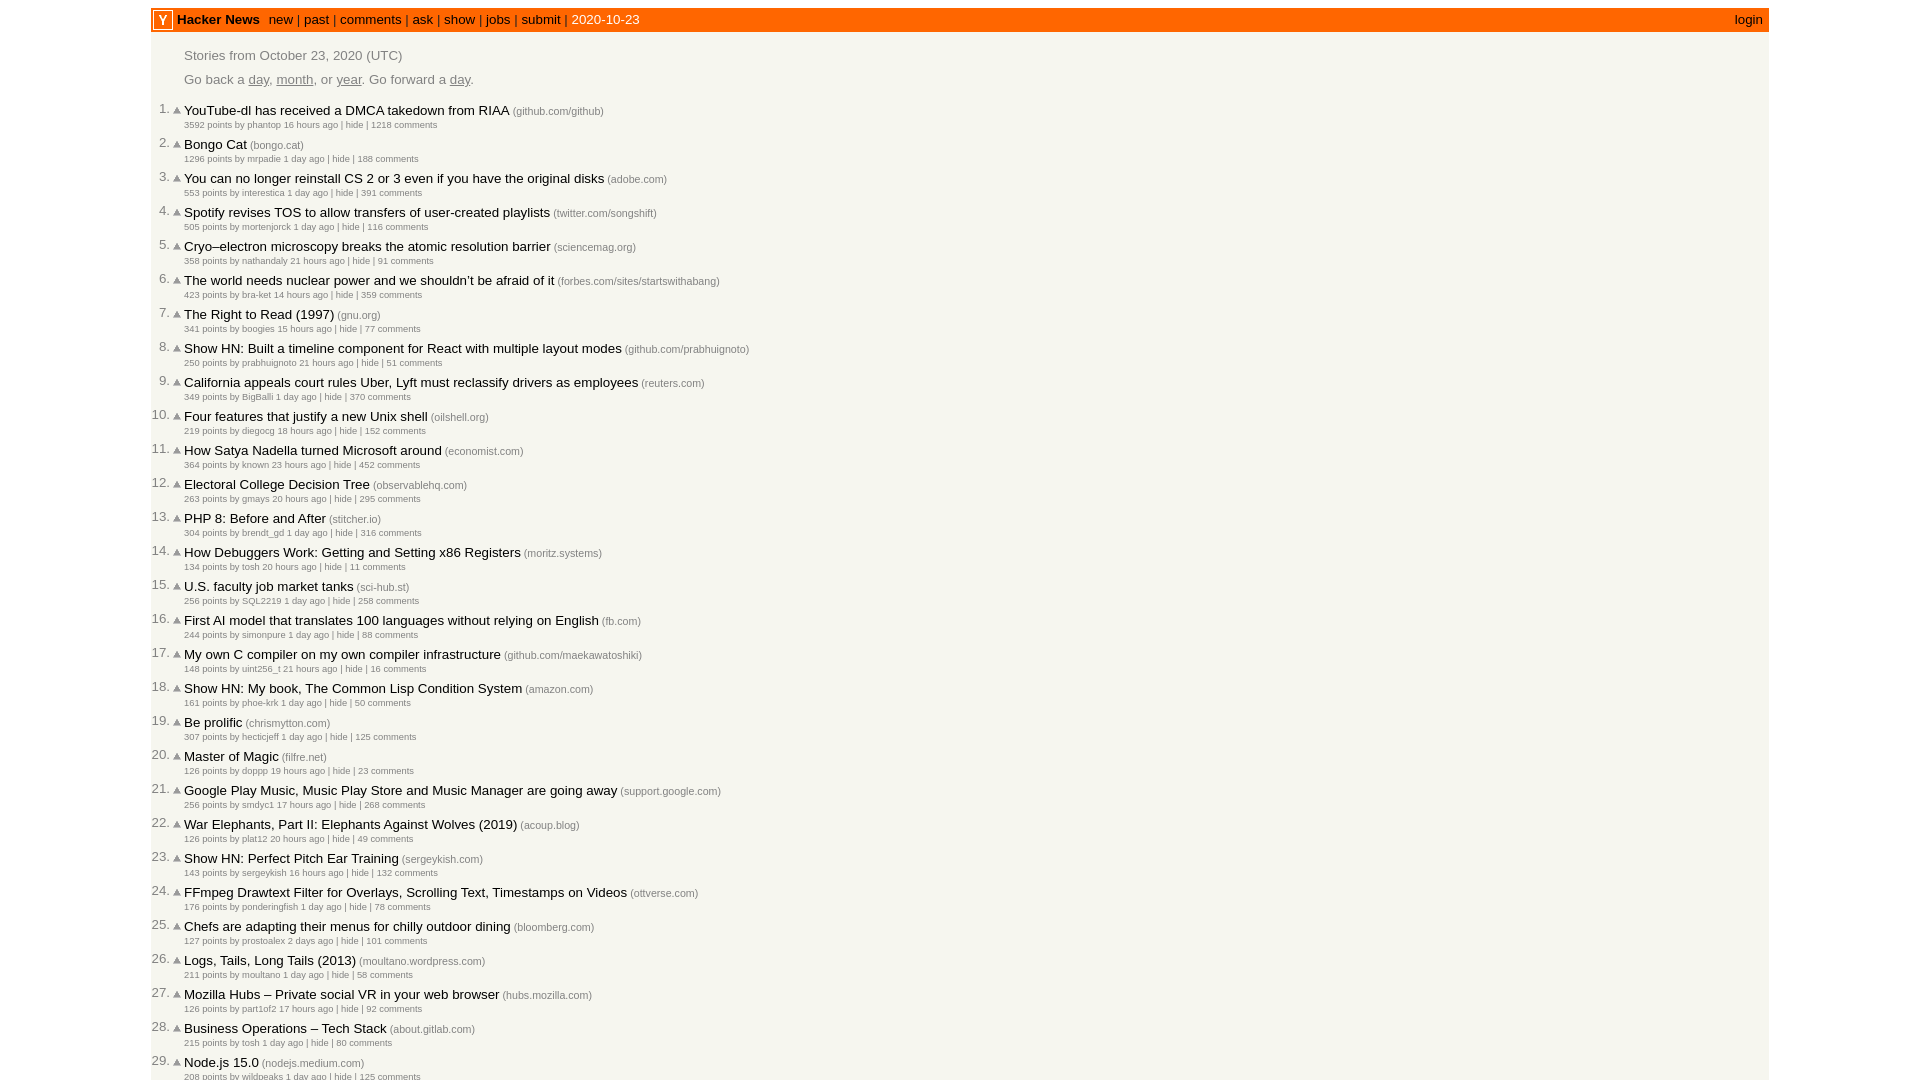 Y Hacker News new | past | comments | ask | show | jobs | submit | 2020-10-23 login
Stories from October 23, 2020 (UTC)
Go back a day, month, or year. Go forward a day.
1. YouTube-dl has received a DMCA takedown from RIAA (github.com/github)
3592 points by phantop 16 hours ago | hide | 1218 comments
2. Bongo Cat (bongo.cat)
1296 points by mrpadie 1 day ago | hide | 188 comments
3. You can no longer reinstall CS 2 or 3 even if you have the original disks (adobe.com)
553 points by interestica 1 day ago | hide | 391 comments
4. Spotify revises TOS to allow transfers of user-created playlists (twitter.com/songshift)
505 points by mortenjorck 1 day ago | hide | 116 comments
5. Cryo–electron microscopy breaks the atomic resolution barrier (sciencemag.org)
358 points by nathandaly 21 hours ago | hide | 91 comments
6. The world needs nuclear power and we shouldn’t be afraid of it (forbes.com/sites/startswithabang)
423 points by bra-ket 14 hours ago | hide | 359 comments
7. The Right to Read (1997) (gnu.org)
341 points by boogies 15 hours ago | hide | 77 comments
8. Show HN: Built a timeline component for React with multiple layout modes (github.com/prabhuignoto)
250 points by prabhuignoto 21 hours ago | hide | 51 comments
9. California appeals court rules Uber, Lyft must reclassify drivers as employees (reuters.com)
349 points by BigBalli 1 day ago | hide | 370 comments
10. Four features that justify a new Unix shell (oilshell.org)
219 points by diegocg 18 hours ago | hide | 152 comments
11. How Satya Nadella turned Microsoft around (economist.com)
364 points by known 23 hours ago | hide | 452 comments
12. Electoral College Decision Tree (observablehq.com)
263 points by gmays 20 hours ago | hide | 295 comments
13. PHP 8: Before and After (stitcher.io)
304 points by brendt_gd 1 day ago | hide | 316 comments
14. How Debuggers Work: Getting and Setting x86 Registers (moritz.systems)
134 points by tosh 20 hours ago | hide | 11 comments
15. U.S. faculty job market tanks (sci-hub.st)
256 points by SQL2219 1 day ago | hide | 258 comments
16. First AI model that translates 100 languages without relying on English (fb.com)
244 points by simonpure 1 day ago | hide | 88 comments
17. My own C compiler on my own compiler infrastructure (github.com/maekawatoshiki)
148 points by uint256_t 21 hours ago | hide | 16 comments
18. Show HN: My book, The Common Lisp Condition System (amazon.com)
161 points by phoe-krk 1 day ago | hide | 50 comments
19. Be prolific (chrismytton.com)
307 points by hecticjeff 1 day ago | hide | 125 comments
20. Master of Magic (filfre.net)
126 points by doppp 19 hours ago | hide | 23 comments
21. Google Play Music, Music Play Store and Music Manager are going away (support.google.com)
256 points by smdyc1 17 hours ago | hide | 268 comments
22. War Elephants, Part II: Elephants Against Wolves (2019) (acoup.blog)
126 points by plat12 20 hours ago | hide | 49 comments
23. Show HN: Perfect Pitch Ear Training (sergeykish.com)
143 points by sergeykish 16 hours ago | hide | 132 comments
24. FFmpeg Drawtext Filter for Overlays, Scrolling Text, Timestamps on Videos (ottverse.com)
176 points by ponderingfish 1 day ago | hide | 78 comments
25. Chefs are adapting their menus for chilly outdoor dining (bloomberg.com)
127 points by prostoalex 2 days ago | hide | 101 comments
26. Logs, Tails, Long Tails (2013) (moultano.wordpress.com)
211 points by moultano 1 day ago | hide | 58 comments
27. Mozilla Hubs – Private social VR in your web browser (hubs.mozilla.com)
126 points by part1of2 17 hours ago | hide | 92 comments
28. Business Operations – Tech Stack (about.gitlab.com)
215 points by tosh 1 day ago | hide | 80 comments
29. Node.js 15.0 (nodejs.medium.com)
208 points by wildpeaks 1 day ago | hide | 125 comments